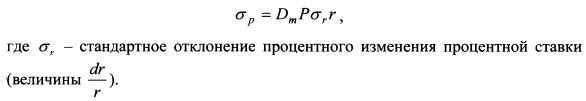 σ_p = D_m P σ_r r ,
где σ_r – стандартное отклонение процентного изменения процентной ставки
(величины dr/r).